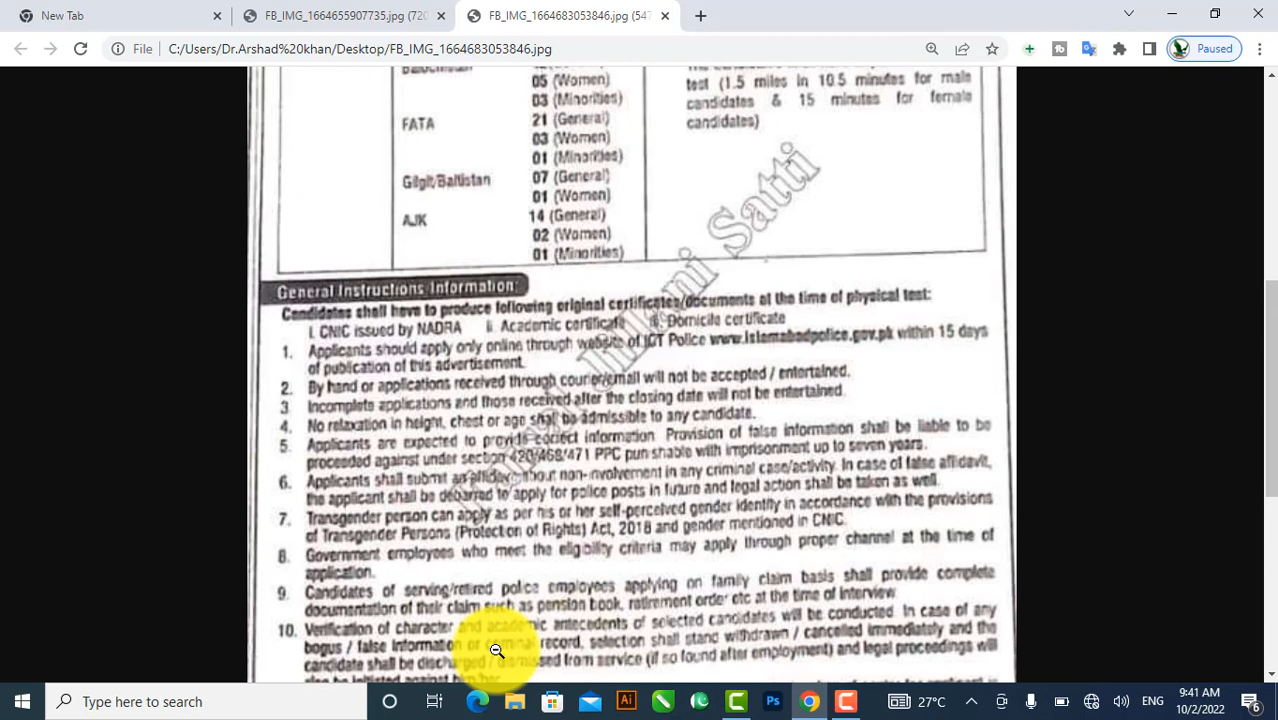 New Tab
FB_IMG_1664655907735.jpg (720
FB_IMG_1664683053846.jpg (547
File
C:/Users/Dr.Arshad%20khan/Desktop/FB_IMG_1664683053846.jpg
Paused
Balochistan
05 (Women)
03 (Minorities)
FATA
21 (General)
03 (Women)
01 (Minorities)
Gilgit/Baltistan
07 (General)
01 (Women)
AJK
14 (General)
02 (Women)
01 (Minorities)
test (1.5 miles in 10.5 minutes for male
candidates & 15 minutes for female
candidates)
Satti
General Instructions Information:
Candidates shall have to produce following original certificates/documents at the time of physical test:
i. CNIC issued by NADRA ii. Academic certificate iii. Domicile certificate
1. Applicants should apply only online through website of ICT Police www.islamabadpolice.gov.pk within 15 days
of publication of this advertisement.
2. By hand or applications received through courier/email will not be accepted / entertained.
3. Incomplete applications and those received after the closing date will not be entertained.
4. No relaxation in height, chest or age shall be admissible to any candidate.
5. Applicants are expected to provide correct information. Provision of false information shall be liable to be
proceeded against under section 420/468/471 PPC punishable with imprisonment up to seven years.
6. Applicants shall submit an affidavit about non-involvement in any criminal case/activity. In case of false affidavit,
the applicant shall be debarred to apply for police posts in future and legal action shall be taken as well.
7. Transgender person can apply as per his or her self-perceived gender identity in accordance with the provisions
of Transgender Persons (Protection of Rights) Act, 2018 and gender mentioned in CNIC.
8. Government employees who meet the eligibility criteria may apply through proper channel at the time of
application.
9. Candidates of serving/retired police employees applying on family claim basis shall provide complete
documentation of their claim such as pension book, retirement order etc at the time of interview
10. Verification of character and academic antecedents of selected candidates will be conducted. In case of any
bogus / false information or criminal record, selection shall stand withdrawn / cancelled immediately and the
candidate shall be discharged / dismissed from service (if so found after employment) and legal proceedings will
also be initiated against him/her
Type here to search
Ai
Ps
27°C
ENG
9:41 AM
10/2/2022
6